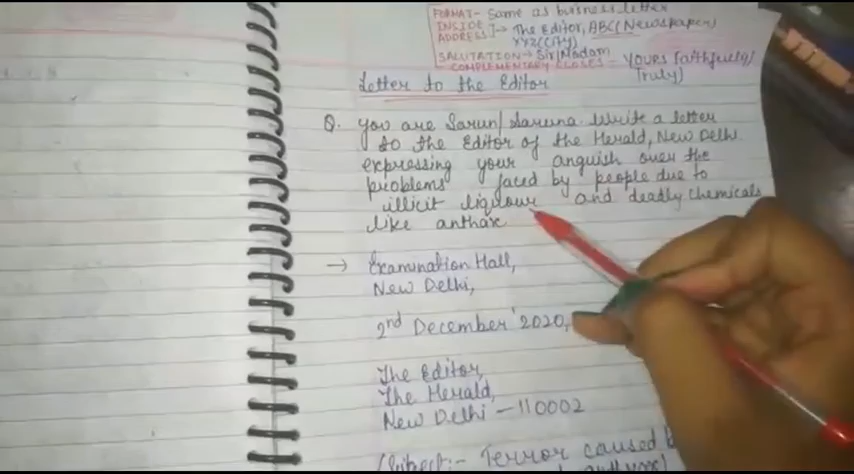 FORMAT- Same as business letter
INSIDE ADDRESS }-> The Editor, ABC (Newspaper)
XYZ (City)
SALUTATION -> Sir/Madam
COMPLEMENTARY CLOSES - YOURS Faithfully/
Truly)
Letter to the Editor
Q. You are Sarun/Saruna. Write a letter
to the Editor of the Herald, New Delhi
expressing your anguish over the
problems faced by people due to
illicit liquour and deadly chemicals
like anthax
-> Examination Hall,
New Delhi,
2nd December '2020,
The Editor,
The Herald,
New Delhi - 110002
Subject:- Terror caused